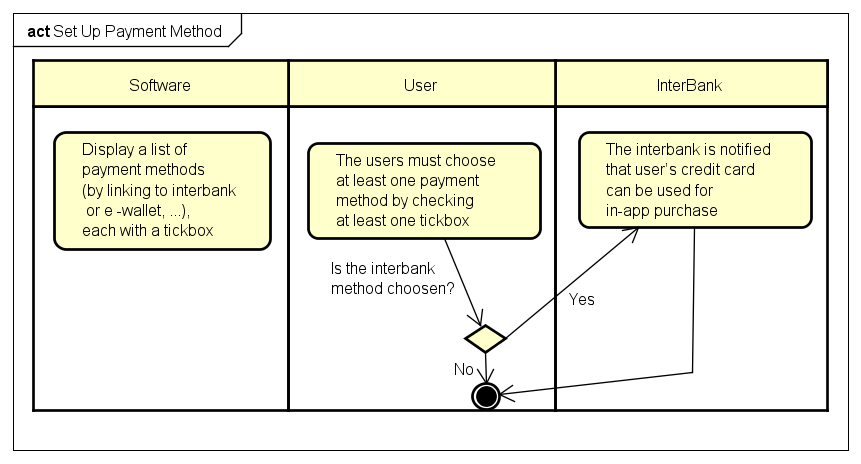 act Set Up Payment Method
Software
User
InterBank
Display a list of
payment methods
(by linking to interbank
or e -wallet, ...),
each with a tickbox
The users must choose
at least one payment
method by checking
at least one tickbox
The interbank is notified
that user's credit card
can be used for
in-app purchase
Is the interbank
method choosen?
Yes
No